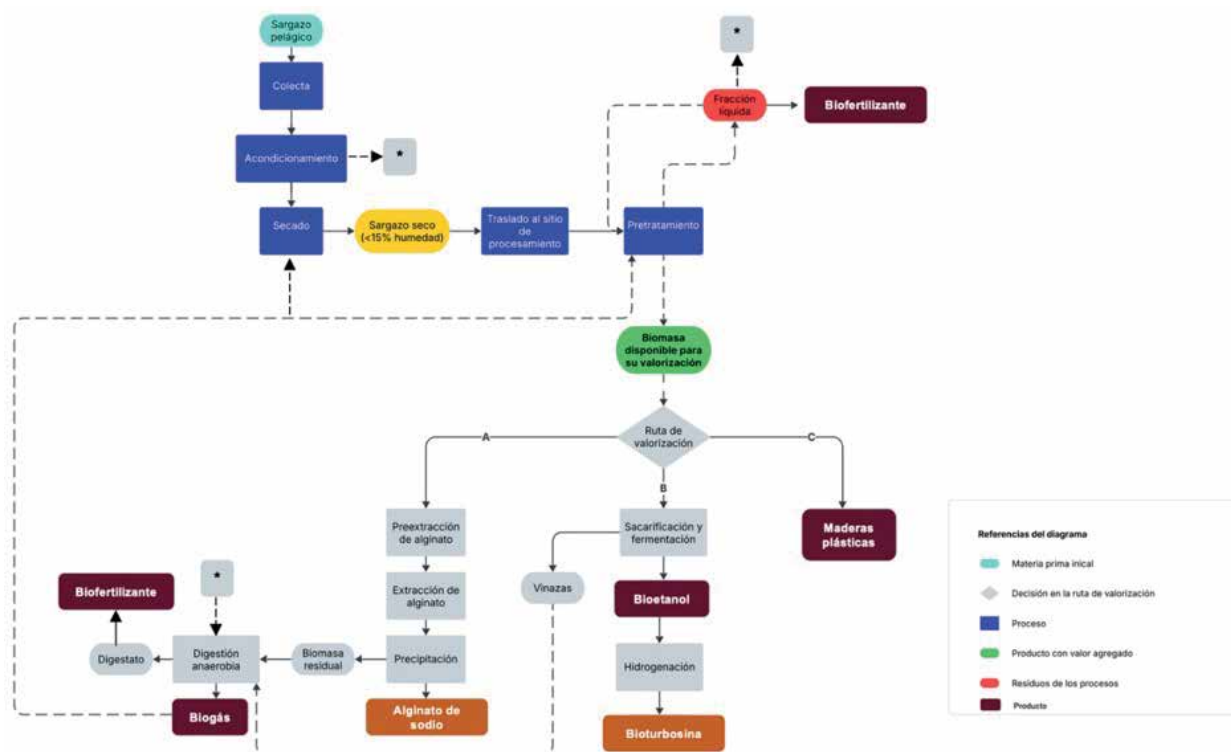 Sargazo
pelágico
*
Colecta
Fracción
líquida
Biofertilizante
Acondicionamiento
*
Secado
Sargazo seco
(<15% humedad)
Traslado al sitio
de
procesamiento
Pretratamiento
Biomasa
disponible para
su valorización
Ruta de
valorización
A
C
B
Preextracción
de alginato
Sacarificación y
fermentación
Maderas
plásticas
*
Biofertilizante
Extracción de
alginato
Vinazas
Bioetanol
Digestato
Digestión
anaerobia
Biomasa
residual
Precipitación
Hidrogenación
Biogás
Alginato de
sodio
Bioturbosina
Referencias del diagrama
Materia prima inical
Decisión en la ruta de valorización
Proceso
Producto con valor agregado
Residuos de los procesos
Producto